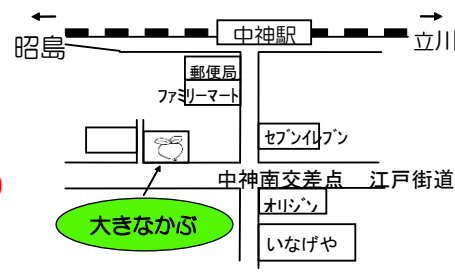 中神駅
昭島
立川
郵便局
ファミリーマート
セブンイレブン
中神南交差点 江戸街道
オリジン
大きなかぶ
いなげや